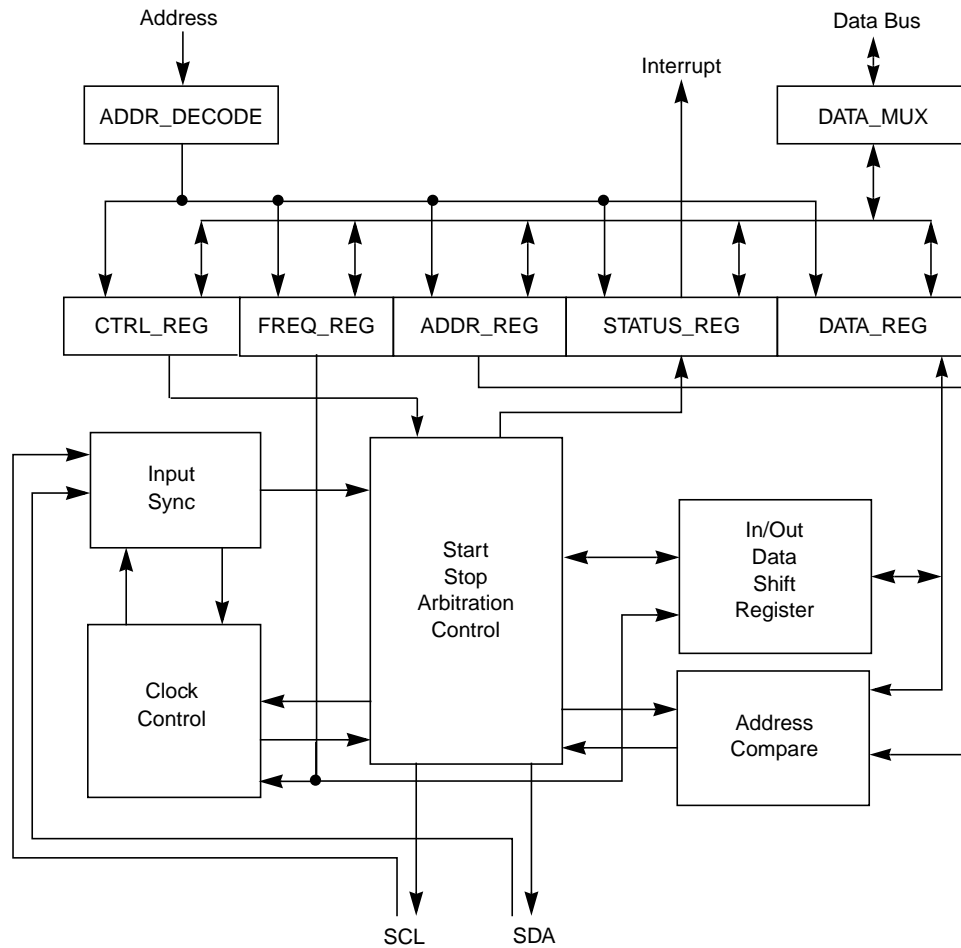 Address
Data Bus
Interrupt
ADDR_DECODE
DATA_MUX
CTRL_REG
FREQ_REG
ADDR_REG
STATUS_REG
DATA_REG
Input
Sync
Start
Stop
Arbitration
Control
In/Out
Data
Shift
Register
Clock
Control
Address
Compare
SCL
SDA